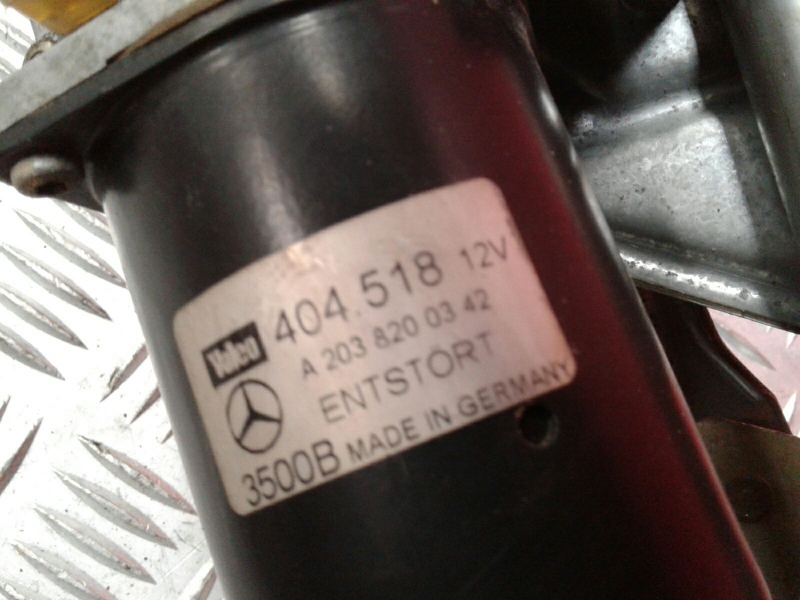 Valeo 404.518 12V
A 203 820 03 42
ENTSTÖRT
3500B MADE IN GERMANY